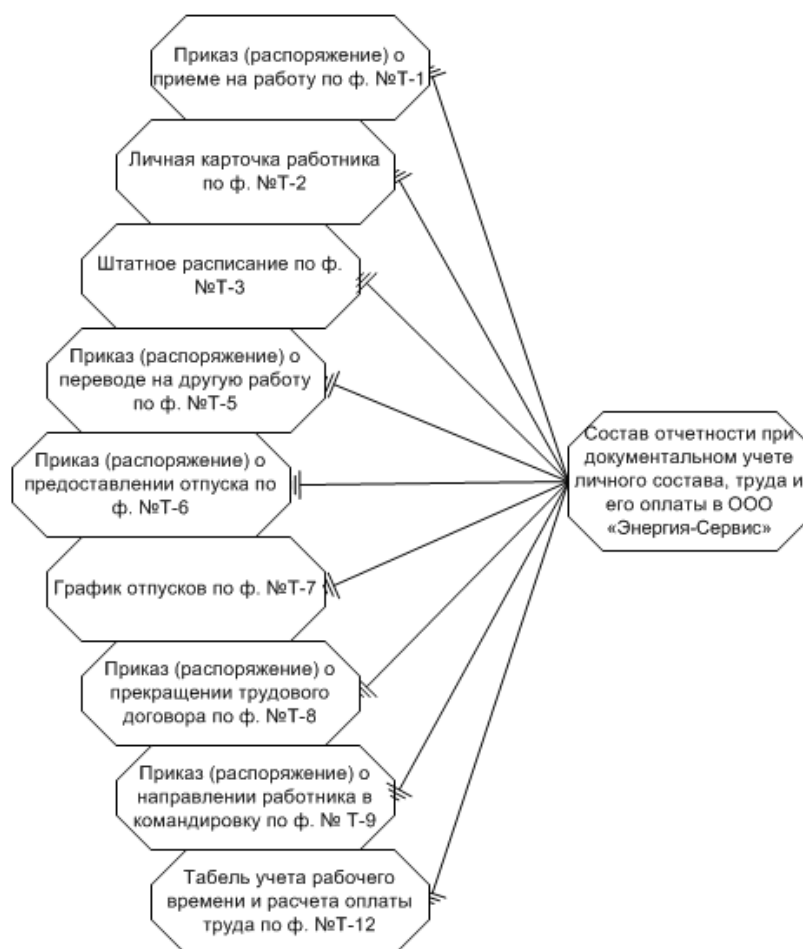 Приказ (распоряжение) о
приеме на работу по ф. №Т-1
Личная карточка работника
по ф. №Т-2
Штатное расписание по ф.
№Т-3
Приказ (распоряжение) о
переводе на другую работу
по ф. №Т-5
Приказ (распоряжение) о
предоставлении отпуска по
ф. №Т-6
График отпусков по ф. №Т-7
Приказ (распоряжение) о
прекращении трудового
договора по ф. №Т-8
Приказ (распоряжение) о
направлении работника в
командировку по ф. № Т-9
Табель учета рабочего
времени и расчета оплаты
труда по ф. №Т-12
Состав отчетности при
документальном учете
личного состава, труда и
его оплаты в ООО
«Энергия-Сервис»